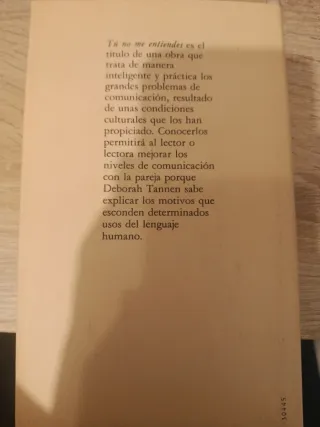 Tú no me entiendes es el
título de una obra que
trata de manera
inteligente y práctica los
grandes problemas de
comunicación, resultado
de unas condiciones
culturales que los han
propiciado. Conocerlos
permitirá al lector o
lectora mejorar los
niveles de comunicación
con la pareja porque
Deborah Tannen sabe
explicar los motivos que
esconden determinados
usos del lenguaje
humano.